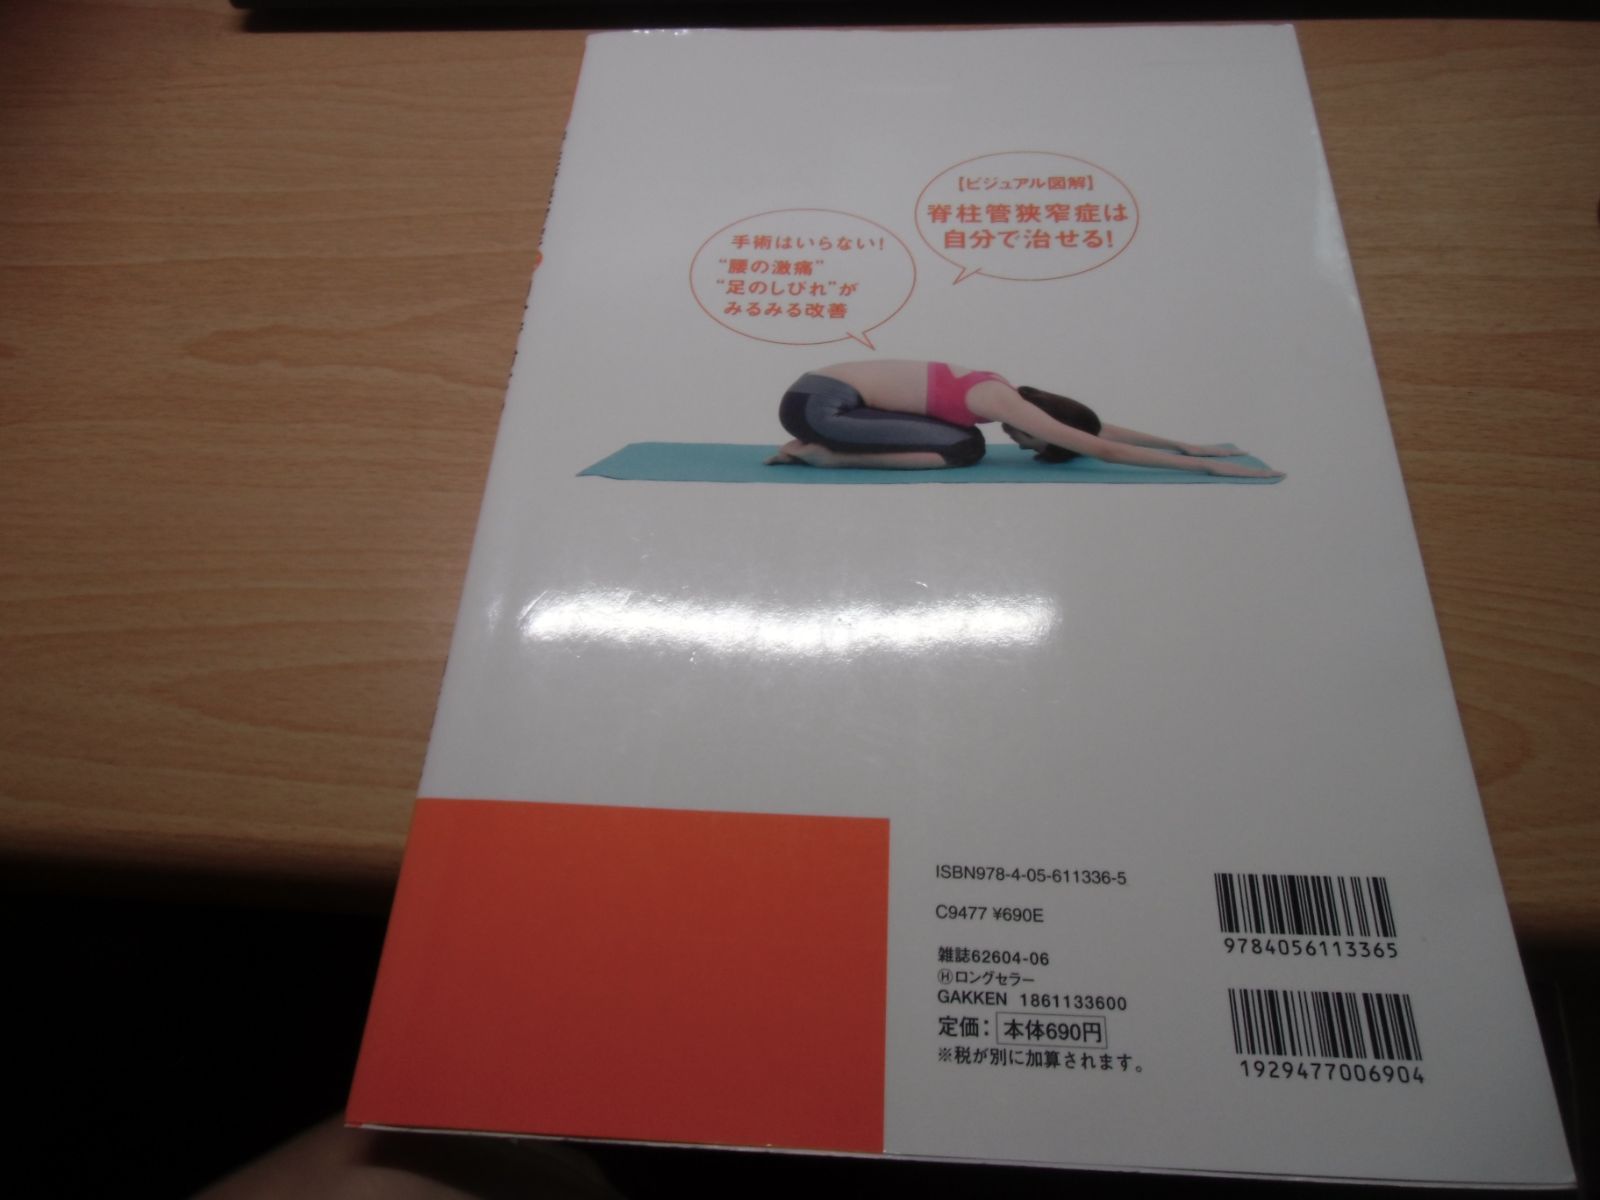 【ビジュアル図解】
脊柱管狭窄症は
自分で治せる!
手術はいらない!
“腰の激痛”
“足のしびれ”が
みるみる改善
ISBN978-4-05-611336-5
C9477 ¥690E
雑誌62604-06
Ⓗロングセラー
GAKKEN 1861133600
定価:本体690円
※税が別に加算されます。
9784056113365
1929477006904